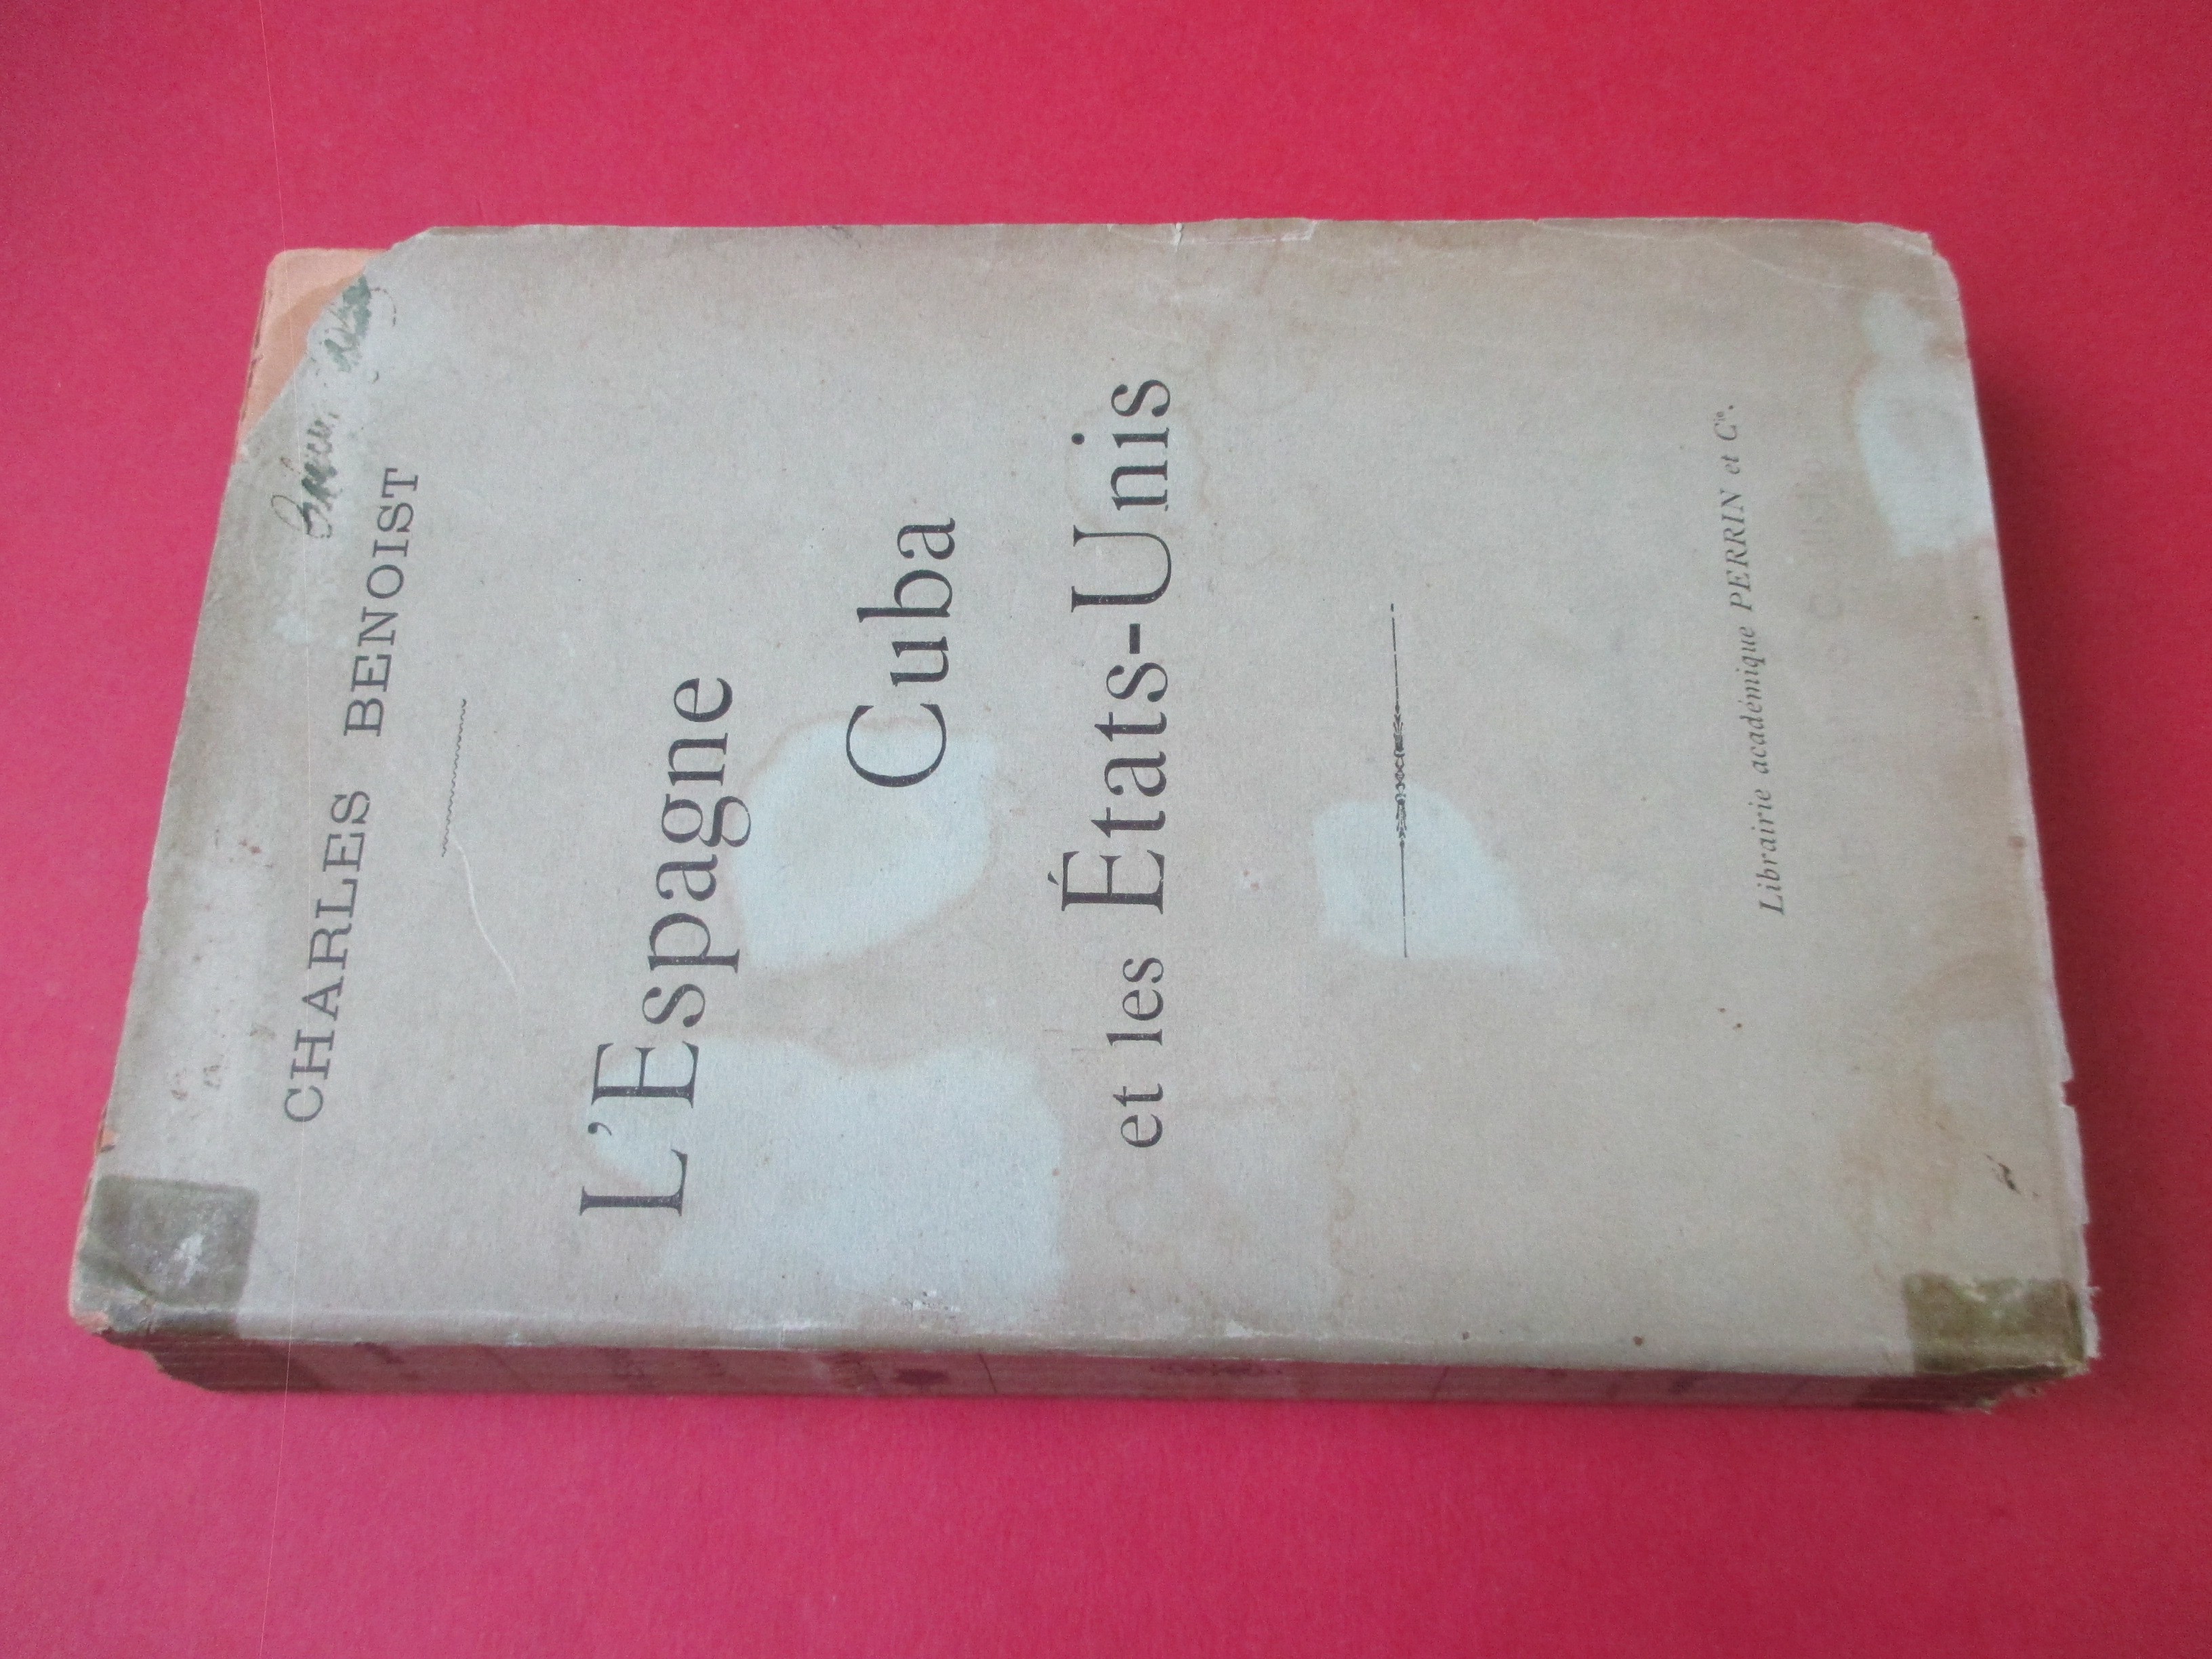 CHARLES BENOIST
L'Espagne
Cuba
et les États-Unis
Librairie académique PERRIN et Cie.